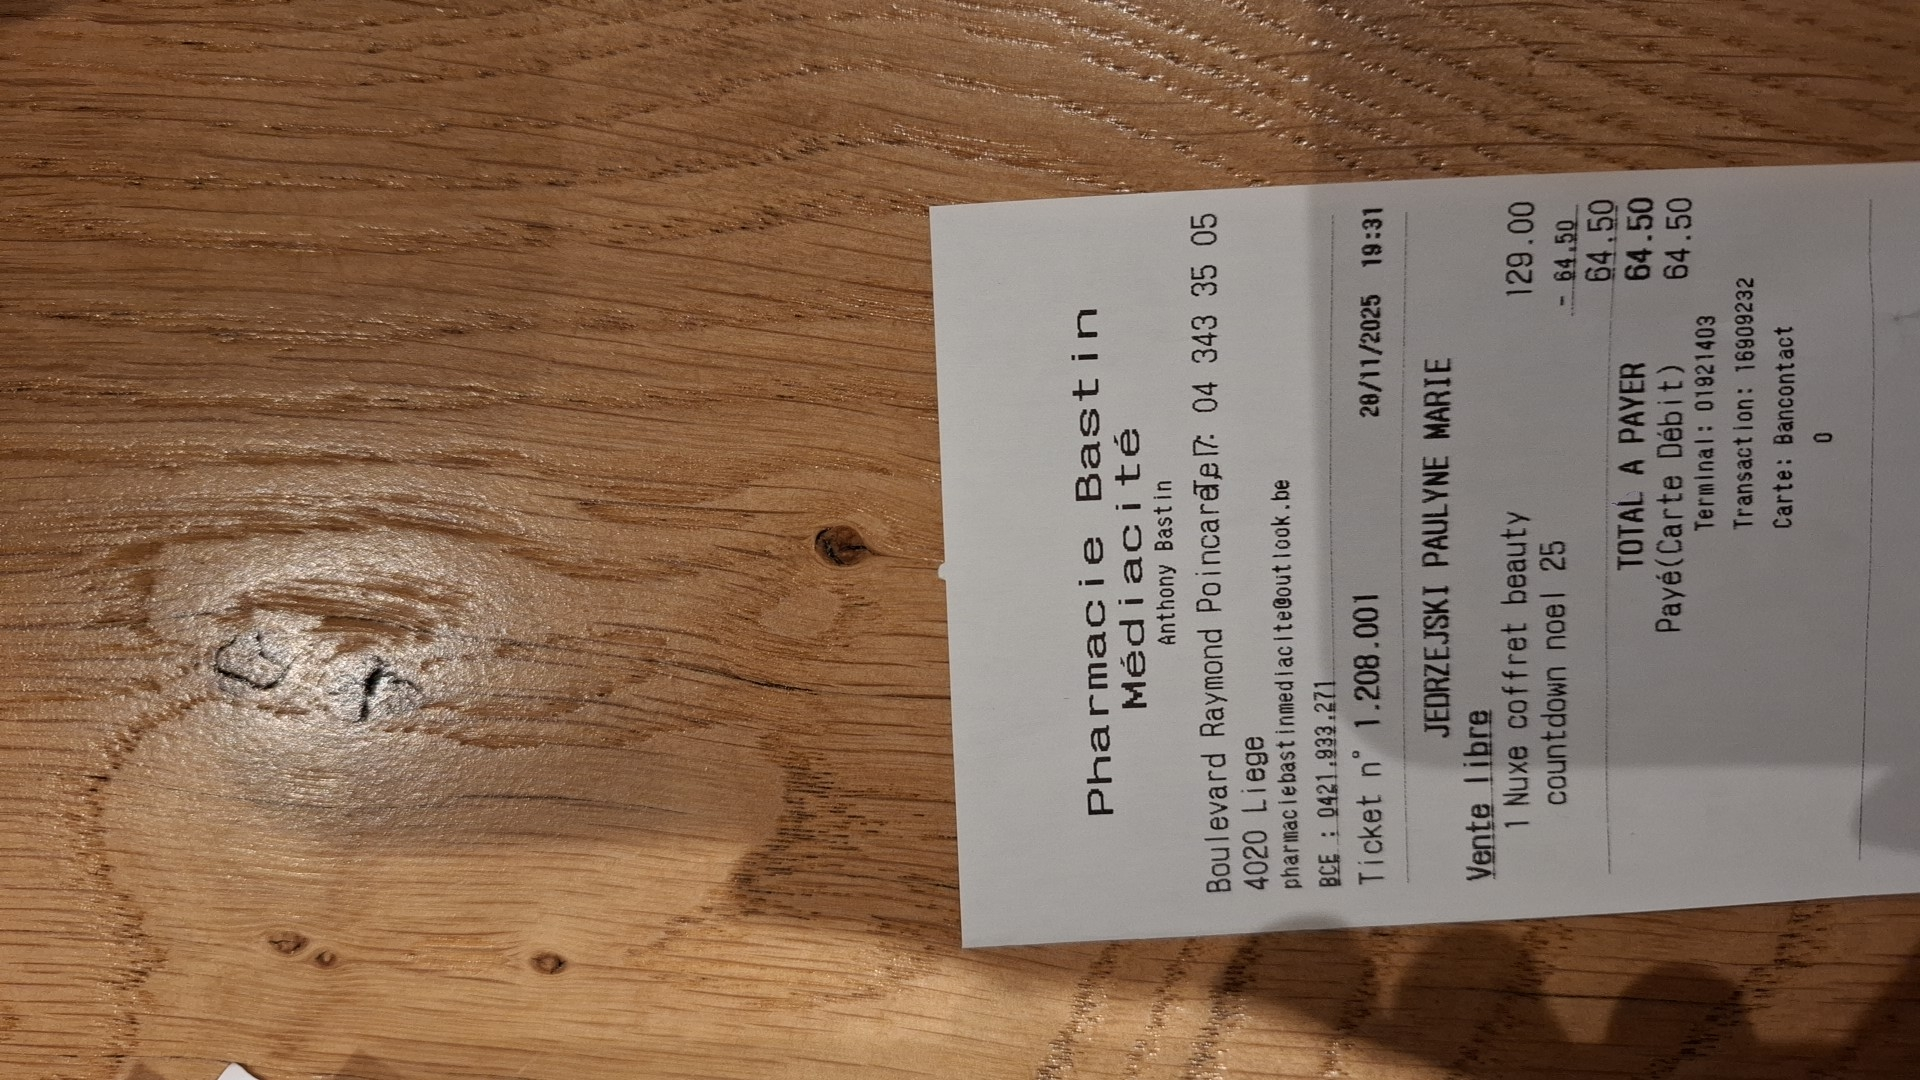 Pharmacie Bastin
Médiacité
Anthony Bastin
Boulevard Raymond Poincaré, 7 Tel: 04 343 35 05
4020 Liege
pharmaciebastinmediacite@outlook.be
BCE : 0421.933.271
Ticket n° 1.208.001 28/11/2025 19:31
JEDRZEJSKI PAULYNE MARIE
Vente libre
1 Nuxe coffret beauty 129.00
countdown noel 25 - 64.50
64.50
TOTAL A PAYER 64.50
Payé(Carte Débit) 64.50
Terminal: 01921403
Transaction: 16909232
Carte: Bancontact
0